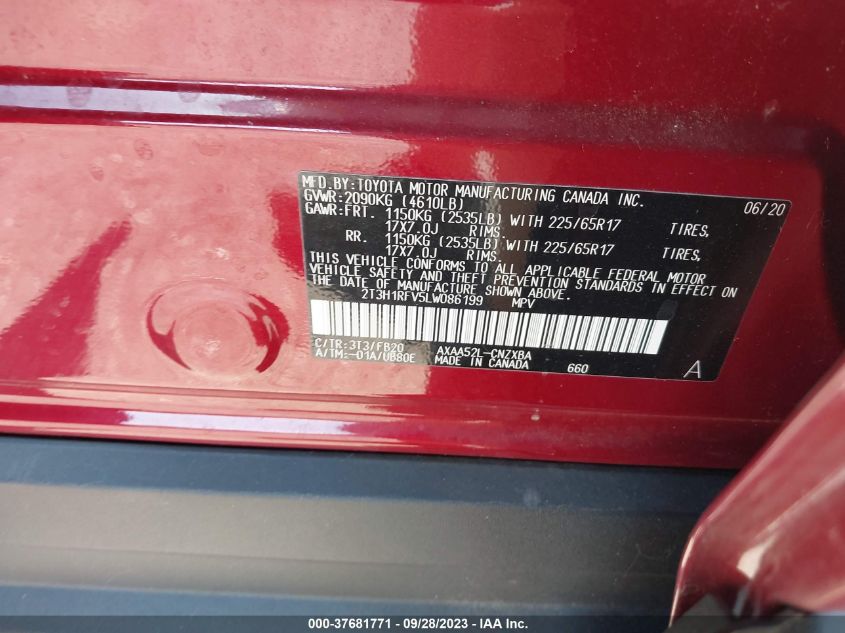 MFD.BY:TOYOTA MOTOR MANUFACTURING CANADA INC. 06/20
GVWR:2090KG (4610LB)
GAWR:FRT. 1150KG (2535LB) WITH 225/65R17 TIRES,
17X7.0J RIMS.
RR. 1150KG (2535LB) WITH 225/65R17 TIRES,
17X7.0J RIMS.
THIS VEHICLE CONFORMS TO ALL APPLICABLE FEDERAL MOTOR
VEHICLE SAFETY AND THEFT PREVENTION STANDARDS IN EFFECT ON
THE DATE OF MANUFACTURE SHOWN ABOVE.
2T3H1RFV5LW086199 MPV
C/TR:3T3/FB20 AXAA52L-CNZXBA
A/TM:-01A/UB80E MADE IN CANADA 660 A
000-37681771 - 09/28/2023 - IAA Inc.